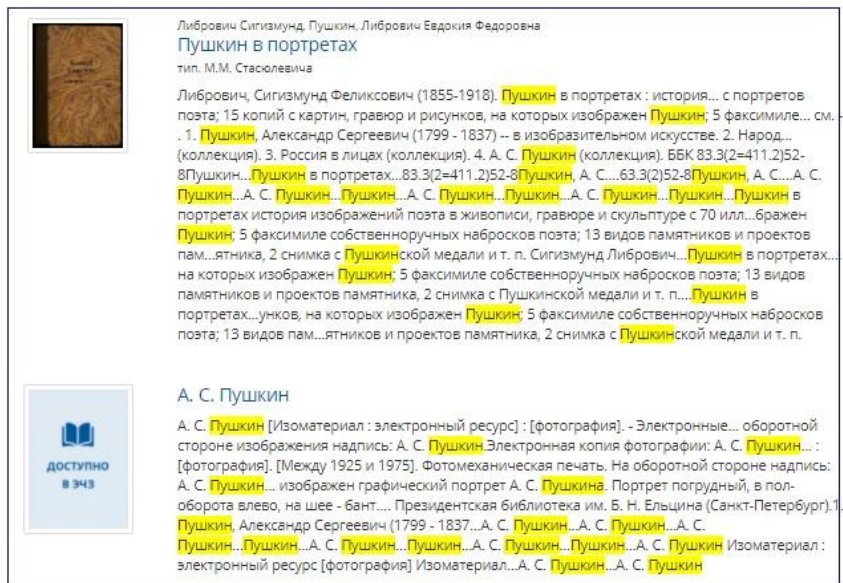 Либрович Сигизмунд, Пушкин, Либрович Евдокия Федоровна
Пушкин в портретах
тип. М.М. Стасюлевича
Либрович, Сигизмунд Феликсович (1855-1918). Пушкин в портретах : история... с портретов
поэта; 15 копий с картин, гравюр и рисунков, на которых изображен Пушкин; 5 факсимиле... см. -
. 1. Пушкин, Александр Сергеевич (1799 - 1837) -- в изобразительном искусстве. 2. Народ...
(коллекция). 3. Россия в лицах (коллекция). 4. А. С. Пушкин (коллекция). ББК 83.3(2=411.2)52-
8Пушкин...Пушкин в портретах...83.3(2=411.2)52-8Пушкин, А. С....63.3(2)52-8Пушкин, А. С....А. С.
Пушкин...А. С. Пушкин...Пушкин...А. С. Пушкин...Пушкин...А. С. Пушкин...Пушкин...Пушкин в
портретах история изображений поэта в живописи, гравюре и скульптуре с 70 илл...бражен
Пушкин; 5 факсимиле собственноручных набросков поэта; 13 видов памятников и проектов
пам...ятника, 2 снимка с Пушкинской медали и т. п. Сигизмунд Либрович...Пушкин в портретах....
на которых изображен Пушкин; 5 факсимиле собственноручных набросков поэта; 13 видов
памятников и проектов памятника, 2 снимка с Пушкинской медали и т. п....Пушкин в
портретах...унков, на которых изображен Пушкин; 5 факсимиле собственноручных набросков
поэта; 13 видов пам...ятников и проектов памятника, 2 снимка с Пушкинской медали и т. п.
ДОСТУПНО
В ЭЧЗ
А. С. Пушкин
А. С. Пушкин [Изоматериал : электронный ресурс] : [фотография]. - Электронные... оборотной
стороне изображения надпись: А. С. Пушкин.Электронная копия фотографии: А. С. Пушкин... :
[фотография]. [Между 1925 и 1975]. Фотомеханическая печать. На оборотной стороне надпись:
А. С. Пушкин... изображен графический портрет А. С. Пушкина. Портрет погрудный, в пол-
оборота влево, на шее - бант.... Президентская библиотека им. Б. Н. Ельцина (Санкт-Петербург).1.
Пушкин, Александр Сергеевич (1799 - 1837...А. С. Пушкин...А. С. Пушкин...А. С.
Пушкин...Пушкин...А. С. Пушкин...Пушкин...А. С. Пушкин...Пушкин...А. С. Пушкин Изоматериал :
электронный ресурс [фотография] Изоматериал...А. С. Пушкин...А. С. Пушкин